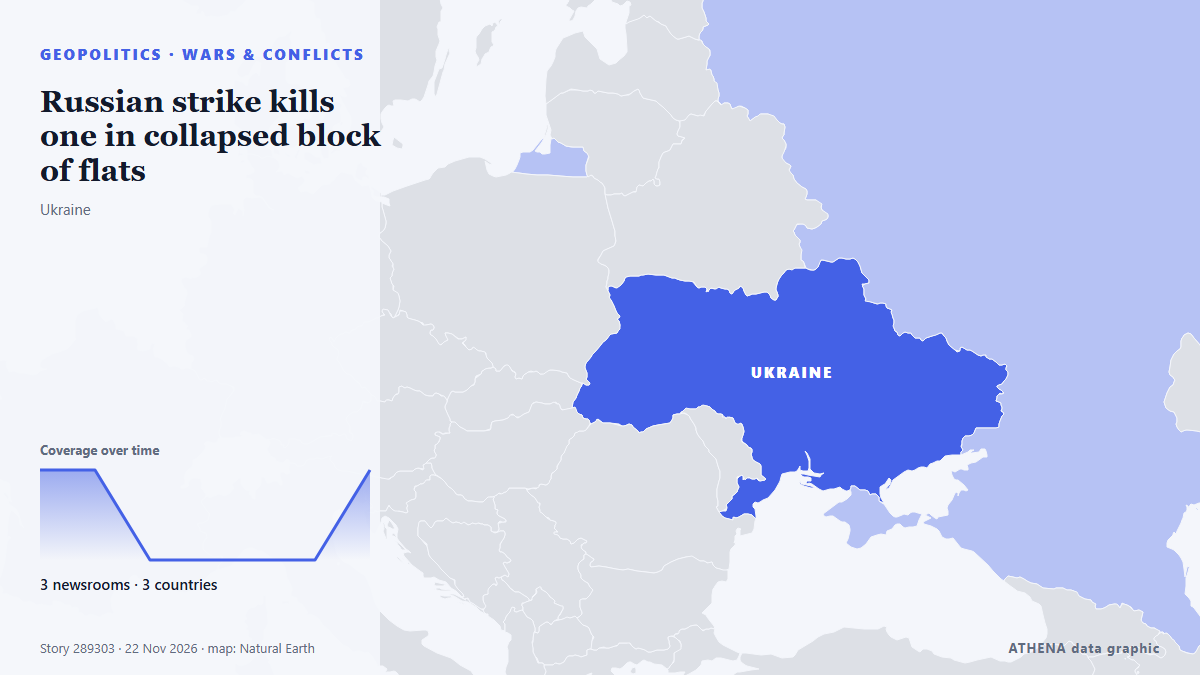 GEOPOLITICS · WARS & CONFLICTS
Russian strike kills
one in collapsed block
of flats
Ukraine
UKRAINE
Coverage over time
3 newsrooms · 3 countries
Story 289303 · 22 Nov 2026 · map: Natural Earth
ATHENA data graphic